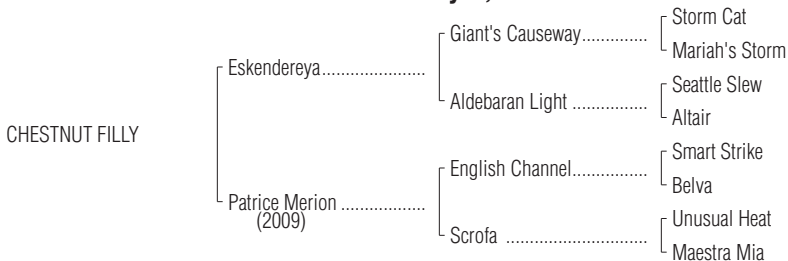 Storm Cat
Giant's Causeway..............
Mariah's Storm
Eskendereya......................
Seattle Slew
Aldebaran Light ................
Altair
CHESTNUT FILLY
Smart Strike
English Channel................
Belva
Patrice Merion ..................
(2009)
Unusual Heat
Scrofa ..............................
Maestra Mia